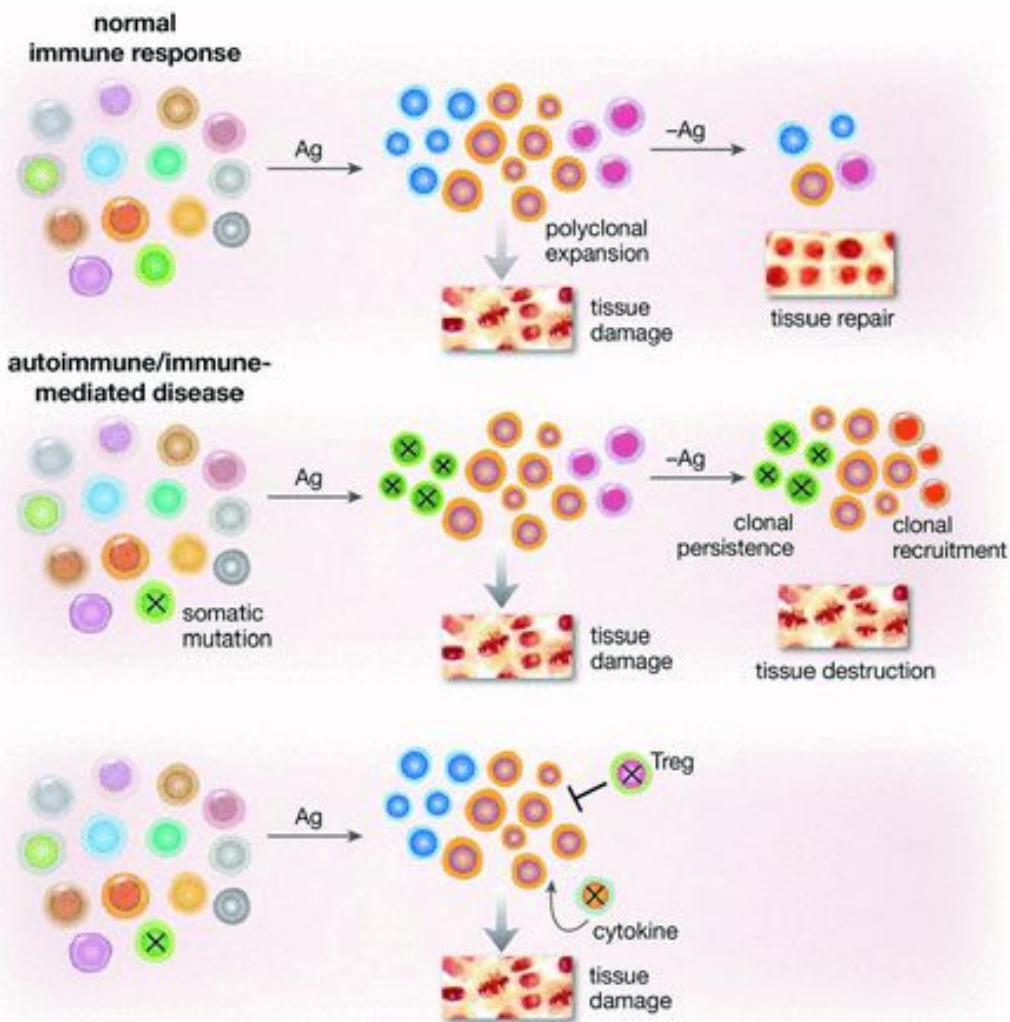 normal
immune response
Ag
–Ag
polyclonal
expansion
tissue
damage
tissue repair
autoimmune/immune-
mediated disease
Ag
–Ag
clonal
persistence
clonal
recruitment
somatic
mutation
tissue
damage
tissue destruction
Treg
Ag
cytokine
tissue
damage